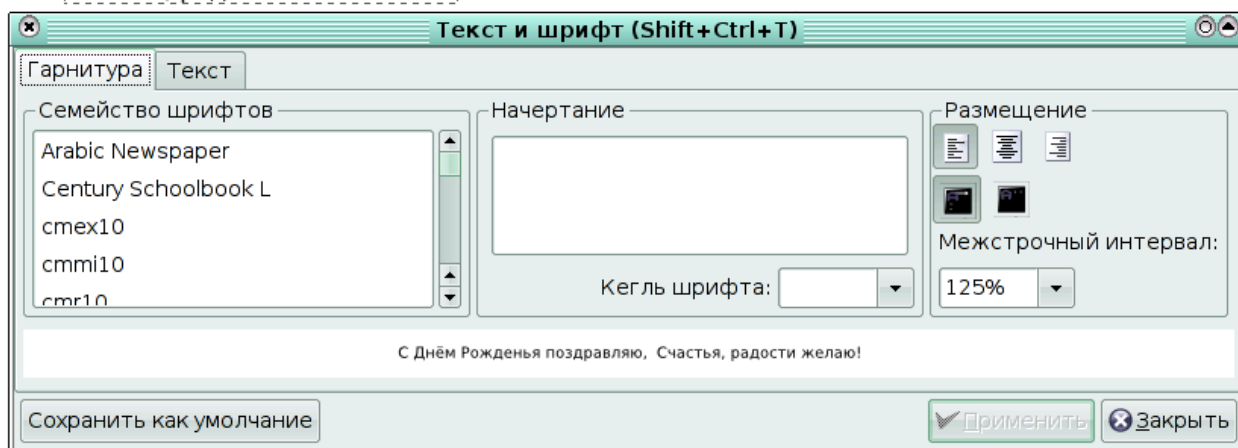 Текст и шрифт (Shift+Ctrl+T)
Гарнитура Текст
Семейство шрифтов Начертание Размещение
Arabic Newspaper
Century Schoolbook L
cmex10
cmmi10
cmr10
Межстрочный интервал:
Кегль шрифта: 125%
С Днём Рожденья поздравляю, Счастья, радости желаю!
Сохранить как умолчание Применить Закрыть